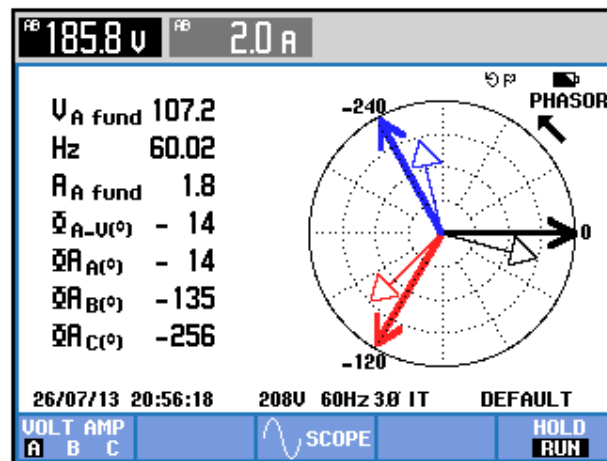 AB 185.8 V AB 2.0 A
PHASOR
V A fund 107.2
Hz 60.02
A A fund 1.8
Φ A-V(°) - 14
ΦA A(°) - 14
ΦA B(°) -135
ΦA C(°) -256
-240
0
-120
26/07/13 20:56:18 208V 60Hz 3Ø IT DEFAULT
VOLT AMP
A B C
SCOPE
HOLD
RUN